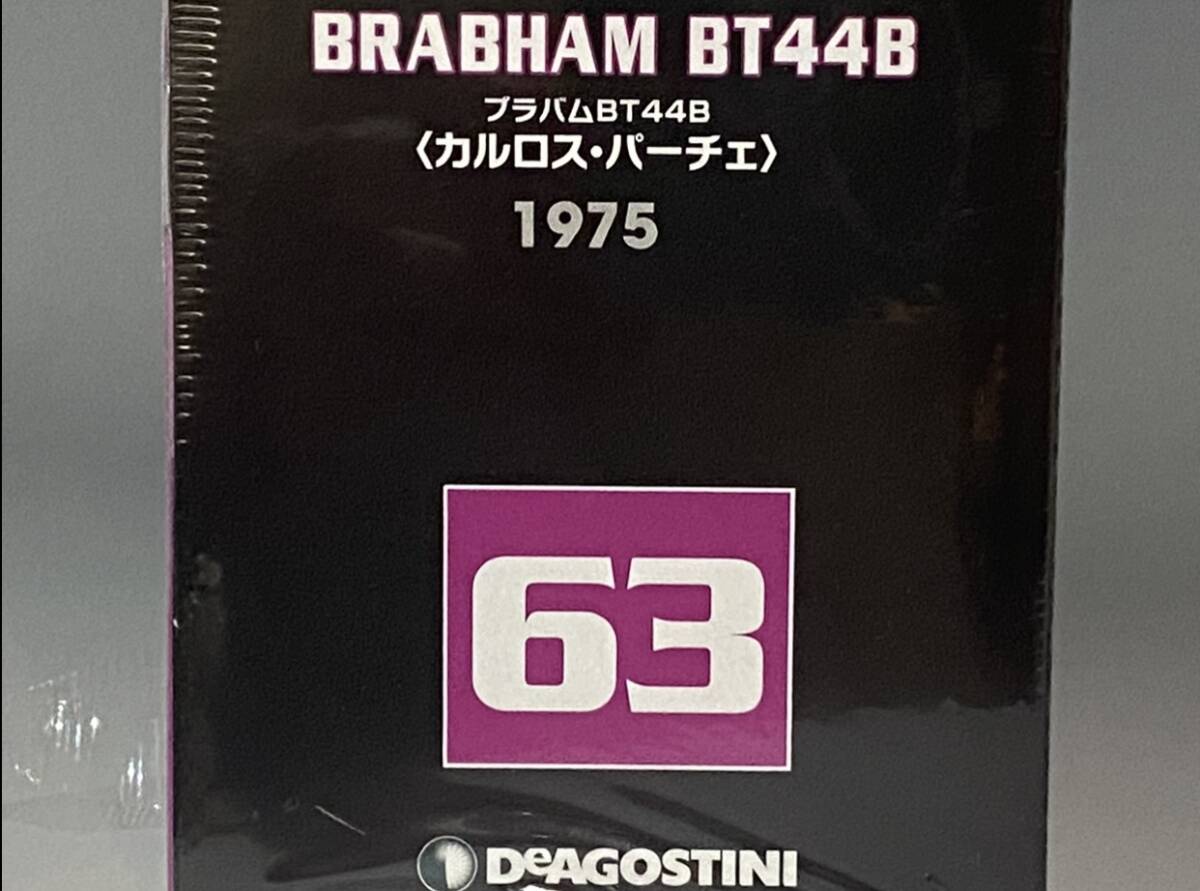 BRABHAM BT44B
ブラバムBT44B
〈カルロス・パーチェ〉
1975
63
DeAGOSTINI